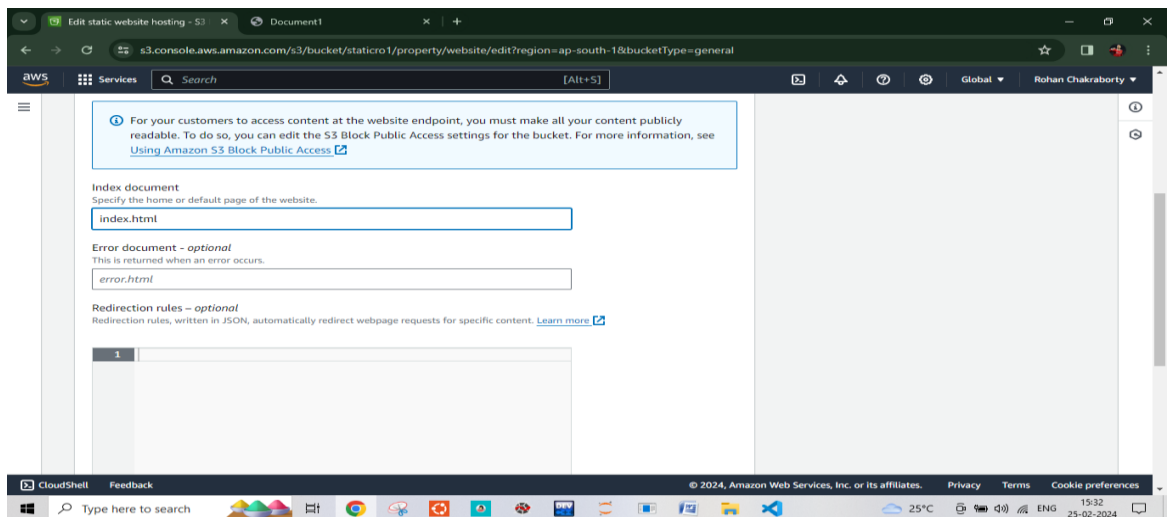 Edit static website hosting - S3
Document1
s3.console.aws.amazon.com/s3/bucket/staticro1/property/website/edit?region=ap-south-1&bucketType=general
aws Services Search [Alt+S] Global Rohan Chakraborty
For your customers to access content at the website endpoint, you must make all your content publicly
readable. To do so, you can edit the S3 Block Public Access settings for the bucket. For more information, see
Using Amazon S3 Block Public Access
Index document
Specify the home or default page of the website.
index.html
Error document - optional
This is returned when an error occurs.
error.html
Redirection rules – optional
Redirection rules, written in JSON, automatically redirect webpage requests for specific content. Learn more
1
CloudShell Feedback © 2024, Amazon Web Services, Inc. or its affiliates. Privacy Terms Cookie preferences
Type here to search DEV 25°C ENG 15:32
25-02-2024